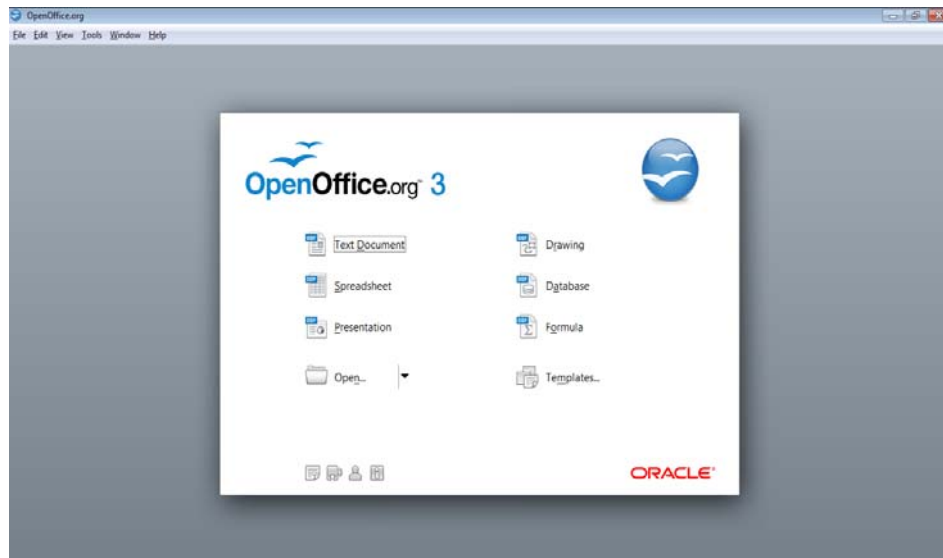 OpenOffice.org
File Edit View Tools Window Help
OpenOffice.org™ 3
Text Document
Drawing
Spreadsheet
Database
Presentation
Formula
Open...
Templates...
ORACLE®